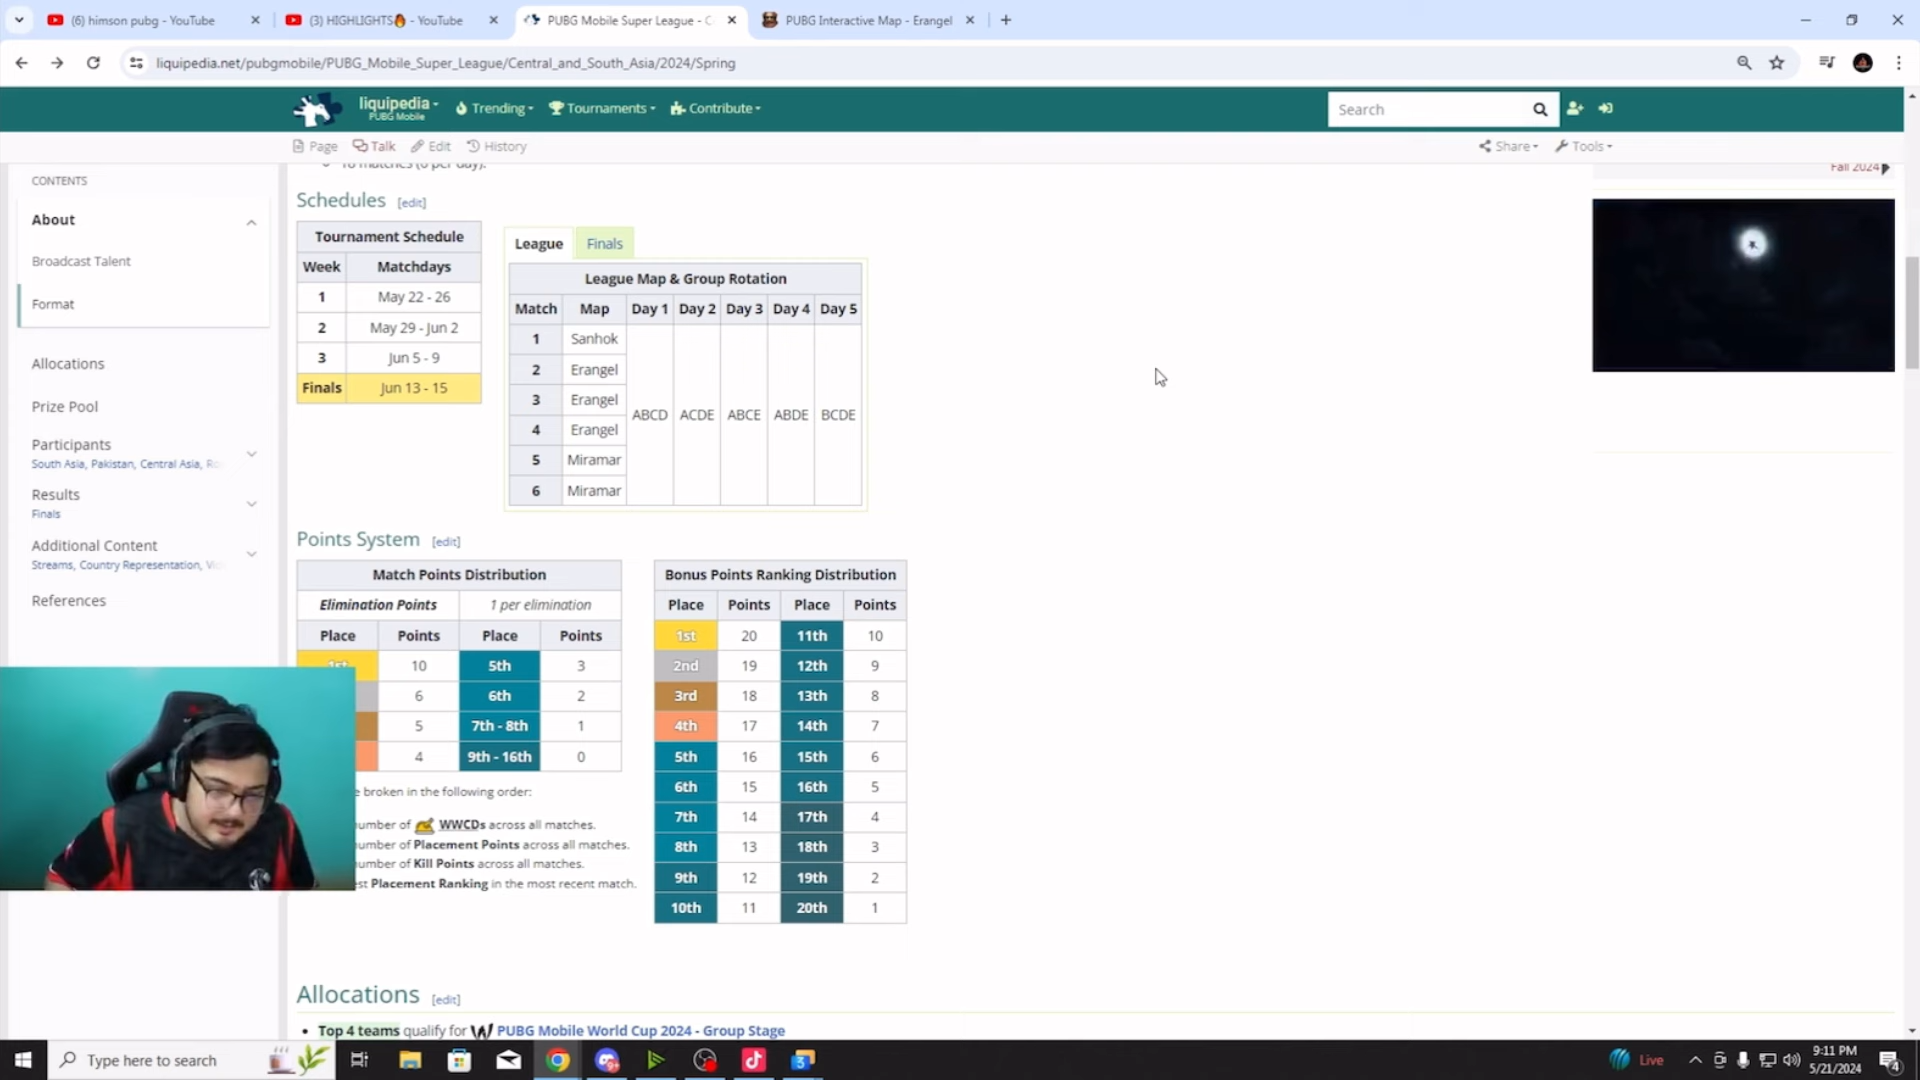 (6) himson pubg - YouTube
(3) HIGHLIGHTS🔥 - YouTube
PUBG Mobile Super League - C
PUBG Interactive Map - Erangel
liquipedia.net/pubgmobile/PUBG_Mobile_Super_League/Central_and_South_Asia/2024/Spring
liquipedia
PUBG Mobile
Trending
Tournaments
Contribute
Search
Page
Talk
Edit
History
Share
Tools
CONTENTS
About
Broadcast Talent
Format
Allocations
Prize Pool
Participants
South Asia, Pakistan, Central Asia, Ro
Results
Finals
Additional Content
Streams, Country Representation, Vi
References
18 matches (6 per day).
Fall 2024
Schedules [edit]
Tournament Schedule
Week Matchdays
1 May 22 - 26
2 May 29 - Jun 2
3 Jun 5 - 9
Finals Jun 13 - 15
League Finals
League Map & Group Rotation
Match Map Day 1 Day 2 Day 3 Day 4 Day 5
1 Sanhok
2 Erangel
3 Erangel
ABCD ACDE ABCE ABDE BCDE
4 Erangel
5 Miramar
6 Miramar
Points System [edit]
Match Points Distribution
Elimination Points 1 per elimination
Place Points Place Points
1st 10 5th 3
6 6th 2
5 7th - 8th 1
4 9th - 16th 0
e broken in the following order:
umber of WWCDs across all matches.
umber of Placement Points across all matches.
umber of Kill Points across all matches.
est Placement Ranking in the most recent match.
Bonus Points Ranking Distribution
Place Points Place Points
1st 20 11th 10
2nd 19 12th 9
3rd 18 13th 8
4th 17 14th 7
5th 16 15th 6
6th 15 16th 5
7th 14 17th 4
8th 13 18th 3
9th 12 19th 2
10th 11 20th 1
Allocations [edit]
Top 4 teams qualify for PUBG Mobile World Cup 2024 - Group Stage
Type here to search
Live
9:11 PM
5/21/2024